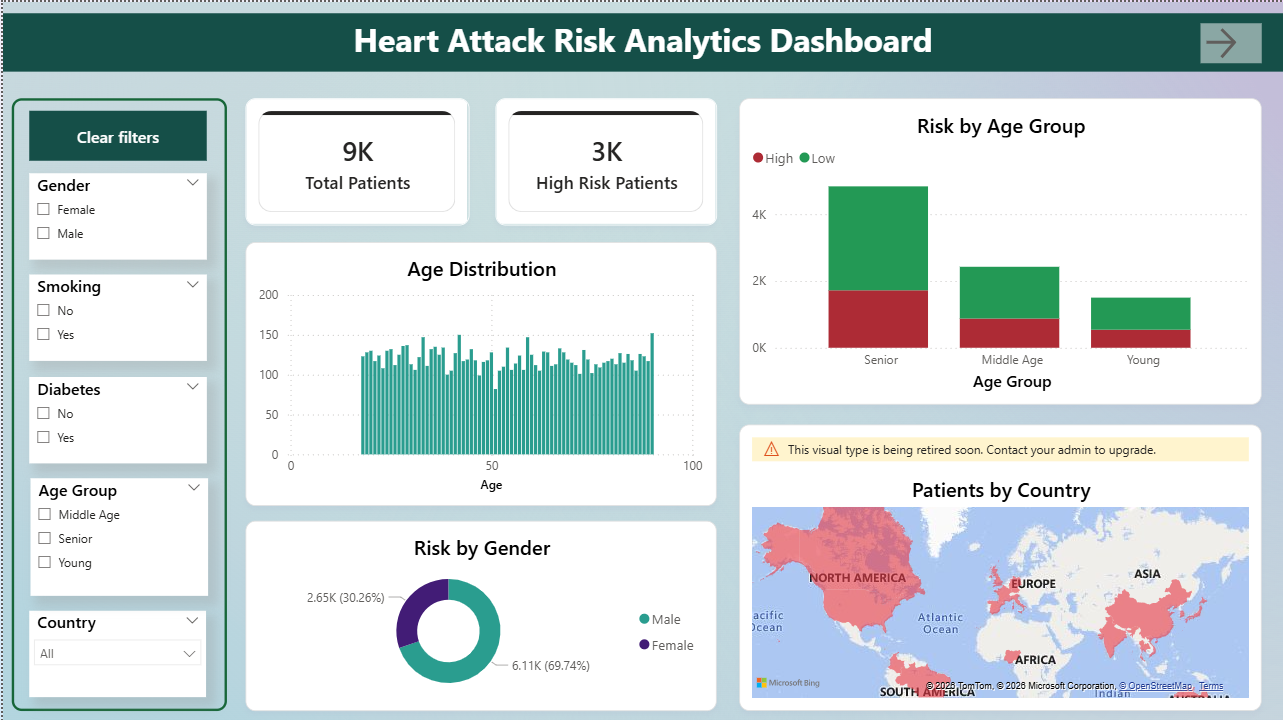 Heart Attack Risk Analytics Dashboard
Clear filters
Gender
Female
Male
Smoking
No
Yes
Diabetes
No
Yes
Age Group
Middle Age
Senior
Young
Country
All
9K
Total Patients
3K
High Risk Patients
Age Distribution
200
150
100
50
0
0 50 100
Age
Risk by Gender
2.65K (30.26%)
6.11K (69.74%)
Male
Female
Risk by Age Group
High Low
4K
2K
0K
Senior Middle Age Young
Age Group
This visual type is being retired soon. Contact your admin to upgrade.
Patients by Country
NORTH AMERICA
EUROPE
ASIA
Atlantic
Ocean
AFRICA
SOUTH AMERICA
Microsoft Bing
TomTom, © 2026 Microsoft Corporation, © OpenStreetMap, Terms